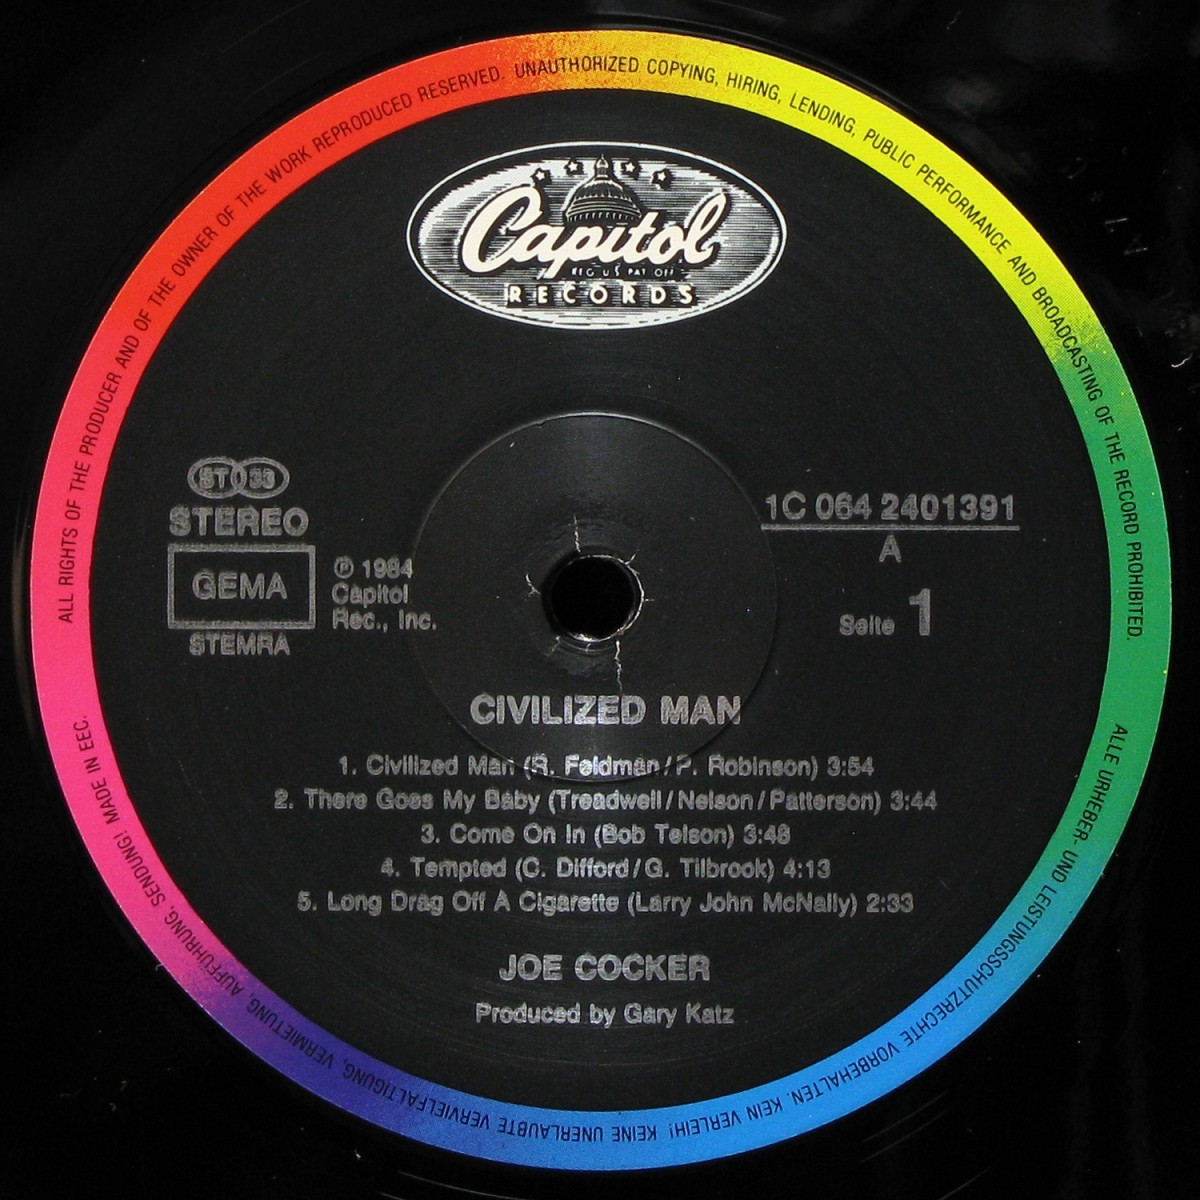 ALL RIGHTS OF THE PRODUCER AND OF THE OWNER OF THE WORK REPRODUCED RESERVED. UNAUTHORIZED COPYING, HIRING, LENDING, PUBLIC PERFORMANCE AND BROADCASTING OF THE RECORD PROHIBITED.
Capitol
REG US PAT OFF
RECORDS
ST 33
STEREO
GEMA
STEMRA
℗ 1984
Capitol
Rec., Inc.
1C 064 2401391
A
Seite 1
CIVILIZED MAN
1. Civilized Man (R. Feldman/P. Robinson) 3:54
2. There Goes My Baby (Treadwell/Nelson/Patterson) 3:44
3. Come On In (Bob Telson) 3:48
4. Tempted (C. Difford/G. Tilbrook) 4:13
5. Long Drag Off A Cigarette (Larry John McNally) 2:33
JOE COCKER
Produced by Gary Katz
ALLE URHEBER- UND LEISTUNGSSCHUTZRECHTE VORBEHALTEN. KEIN VERLEIH! KEINE UNERLAUBTE VERVIELFÄLTIGUNG, VERMIETUNG, AUFFÜHRUNG, SENDUNG! MADE IN EEC.